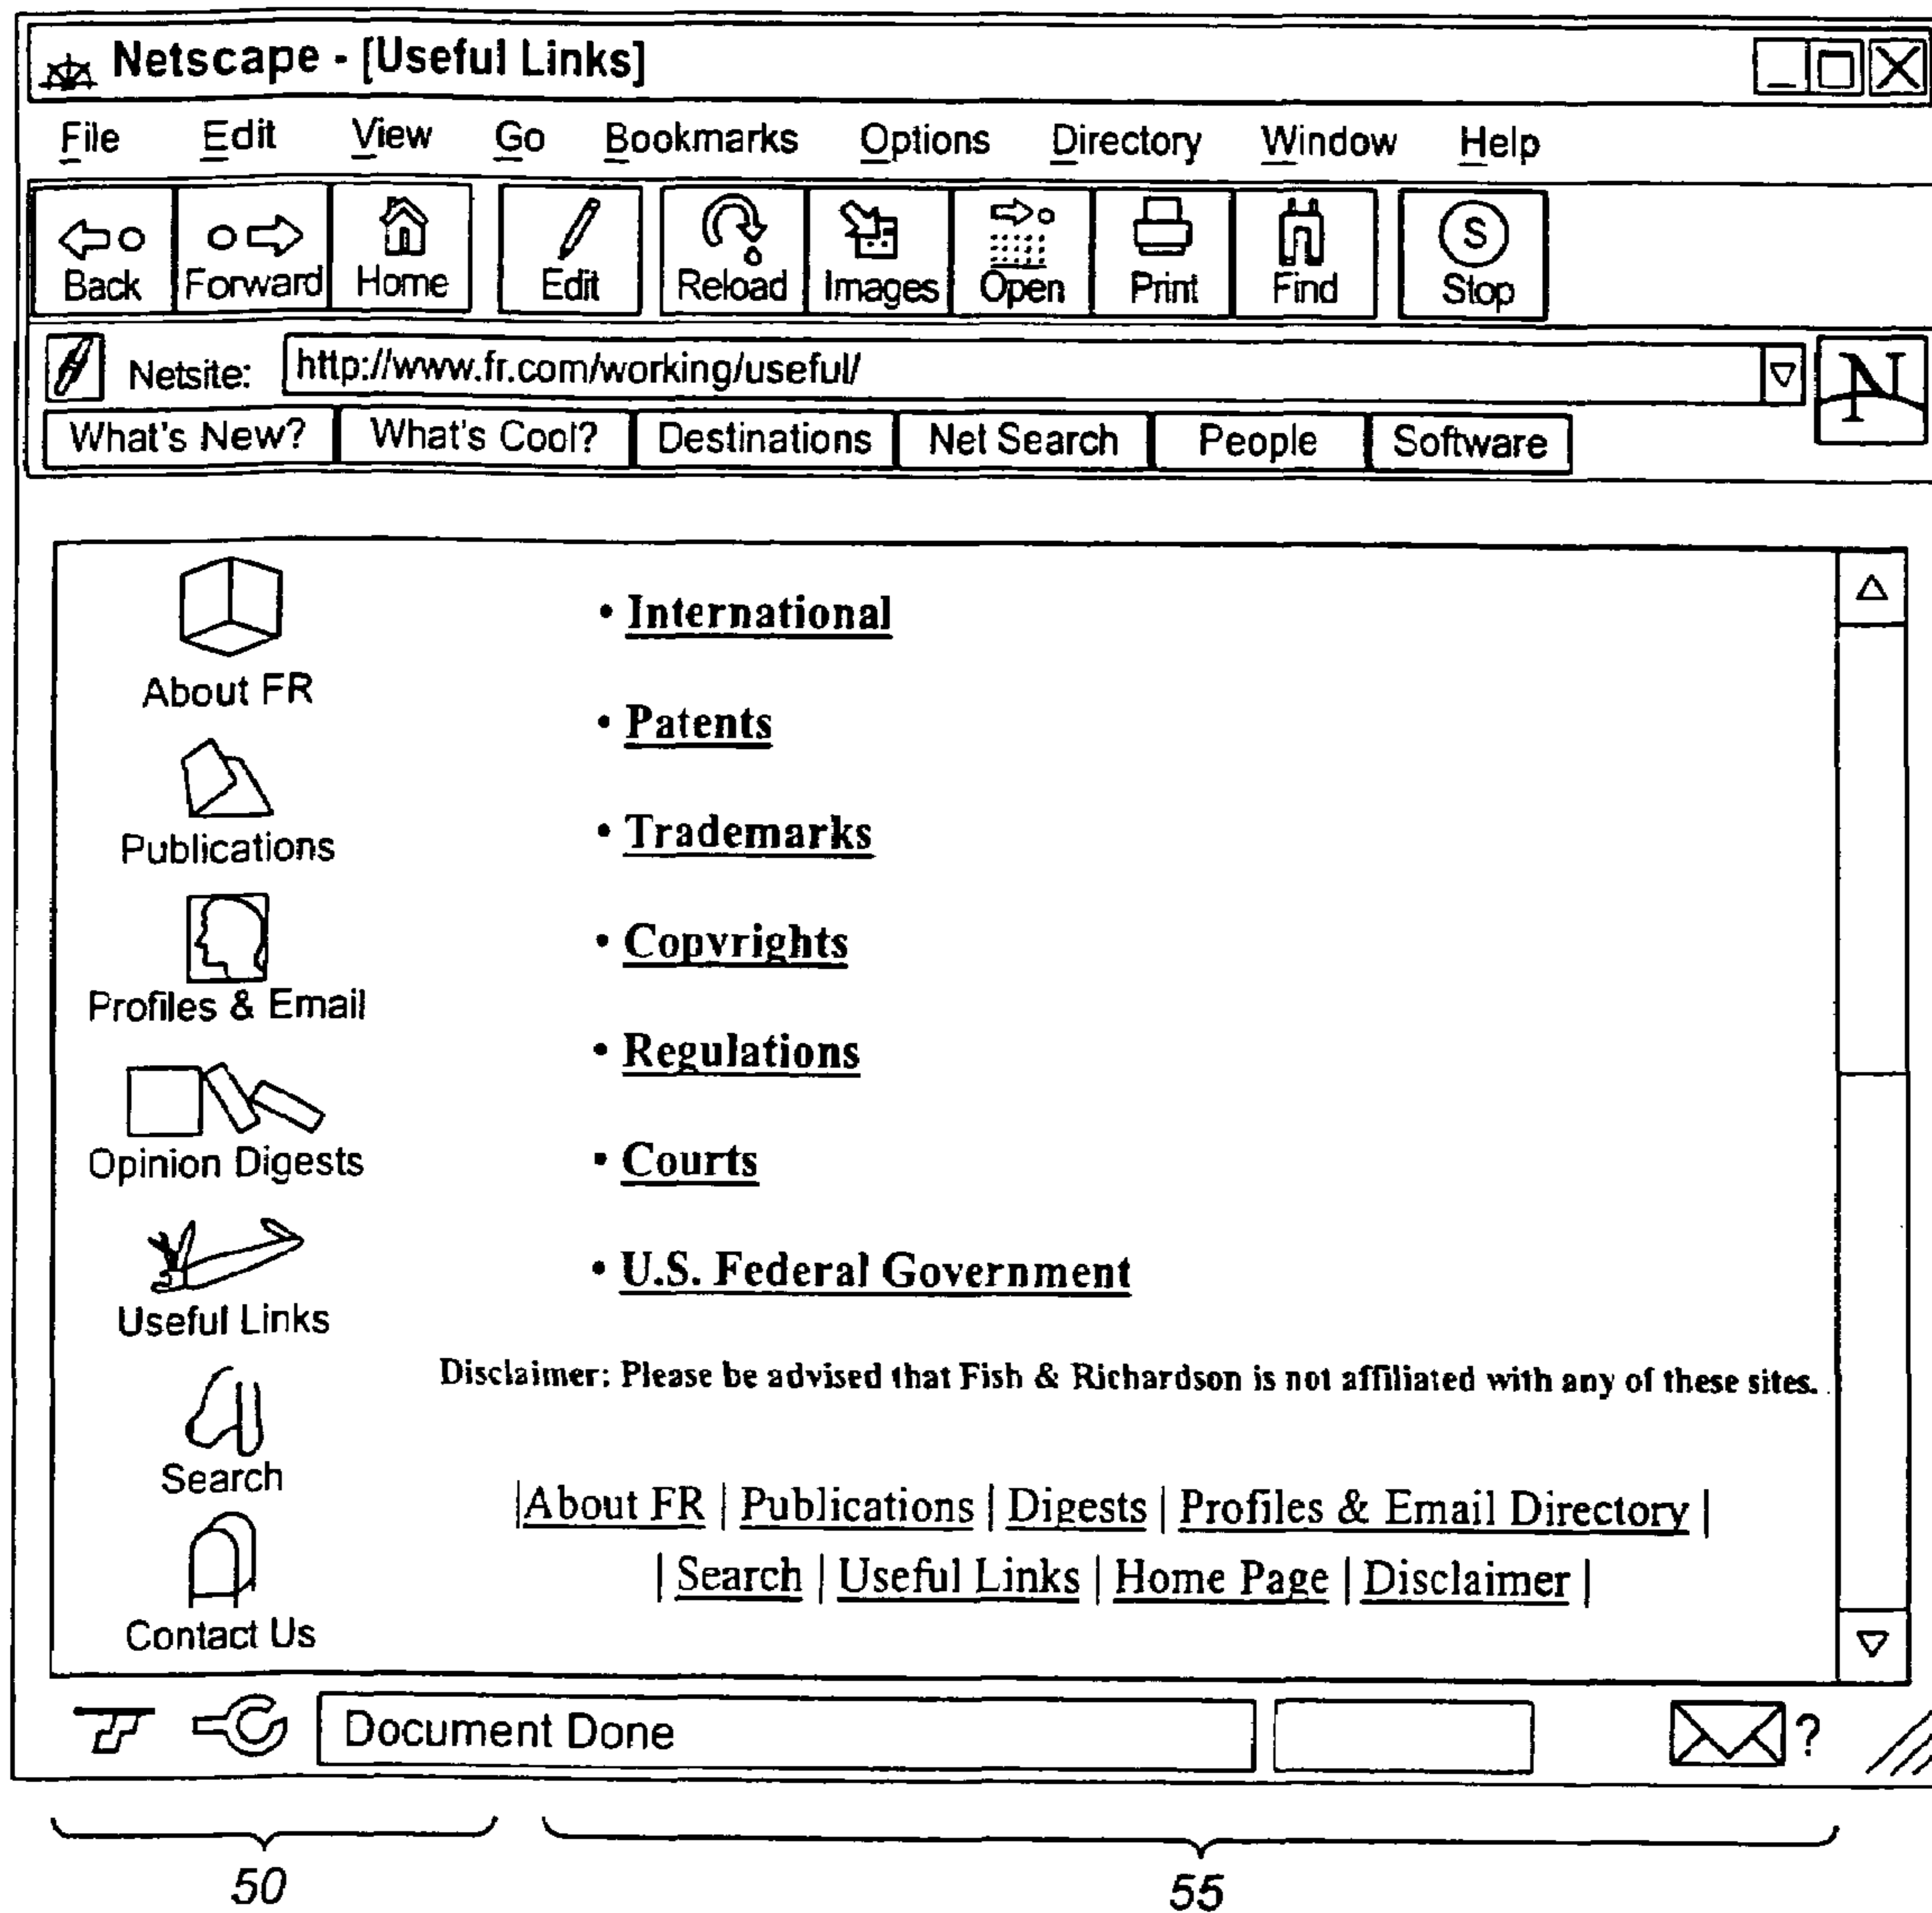 Netscape - [Useful Links]
File Edit View Go Bookmarks Options Directory Window Help
Back Forward Home Edit Reload Images Open Print Find S Stop
Netsite: http://www.fr.com/working/useful/ N
What's New? What's Cool? Destinations Net Search People Software
About FR
Publications
Profiles & Email
Opinion Digests
Useful Links
Search
Contact Us
• International
• Patents
• Trademarks
• Copyrights
• Regulations
• Courts
• U.S. Federal Government
Disclaimer: Please be advised that Fish & Richardson is not affiliated with any of these sites.
|About FR | Publications | Digests | Profiles & Email Directory |
| Search | Useful Links | Home Page | Disclaimer |
Document Done ?
50 55